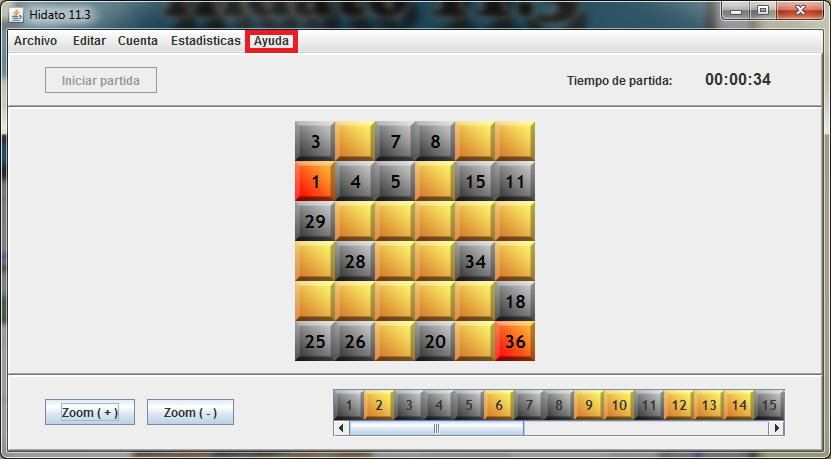 Hidato 11.3
Archivo Editar Cuenta Estadísticas Ayuda
Iniciar partida Tiempo de partida: 00:00:34
3 7 8
1 4 5 15 11
29
28 34
18
25 26 20 36
Zoom ( + ) Zoom ( - ) 1 2 3 4 5 6 7 8 9 10 11 12 13 14 15